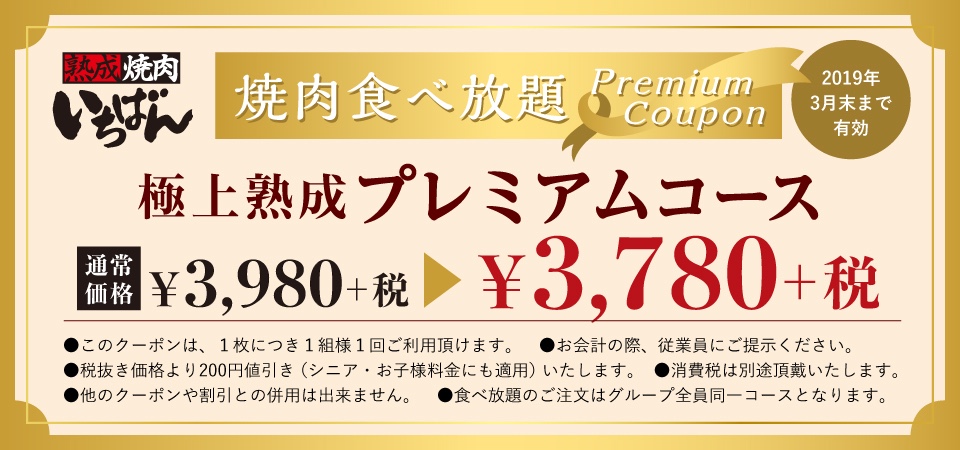 熟成焼肉
いちばん
焼肉食べ放題
Premium
Coupon
2019年
3月末まで
有効
極上熟成プレミアムコース
通常
価格
¥3,980+税
¥3,780+税
●このクーポンは、1枚につき1組様1回ご利用頂けます。 ●お会計の際、従業員にご提示ください。
●税抜き価格より200円値引き(シニア・お子様料金にも適用)いたします。 ●消費税は別途頂戴いたします。
●他のクーポンや割引との併用は出来ません。 ●食べ放題のご注文はグループ全員同一コースとなります。